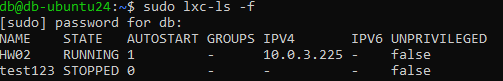 db@db-ubuntu24:~$ sudo lxc-ls -f
[sudo] password for db:
NAME    STATE   AUTOSTART GROUPS IPV4       IPV6 UNPRIVILEGED
HW02    RUNNING 1         -      10.0.3.225 -    false
test123 STOPPED 0         -      -          -    false